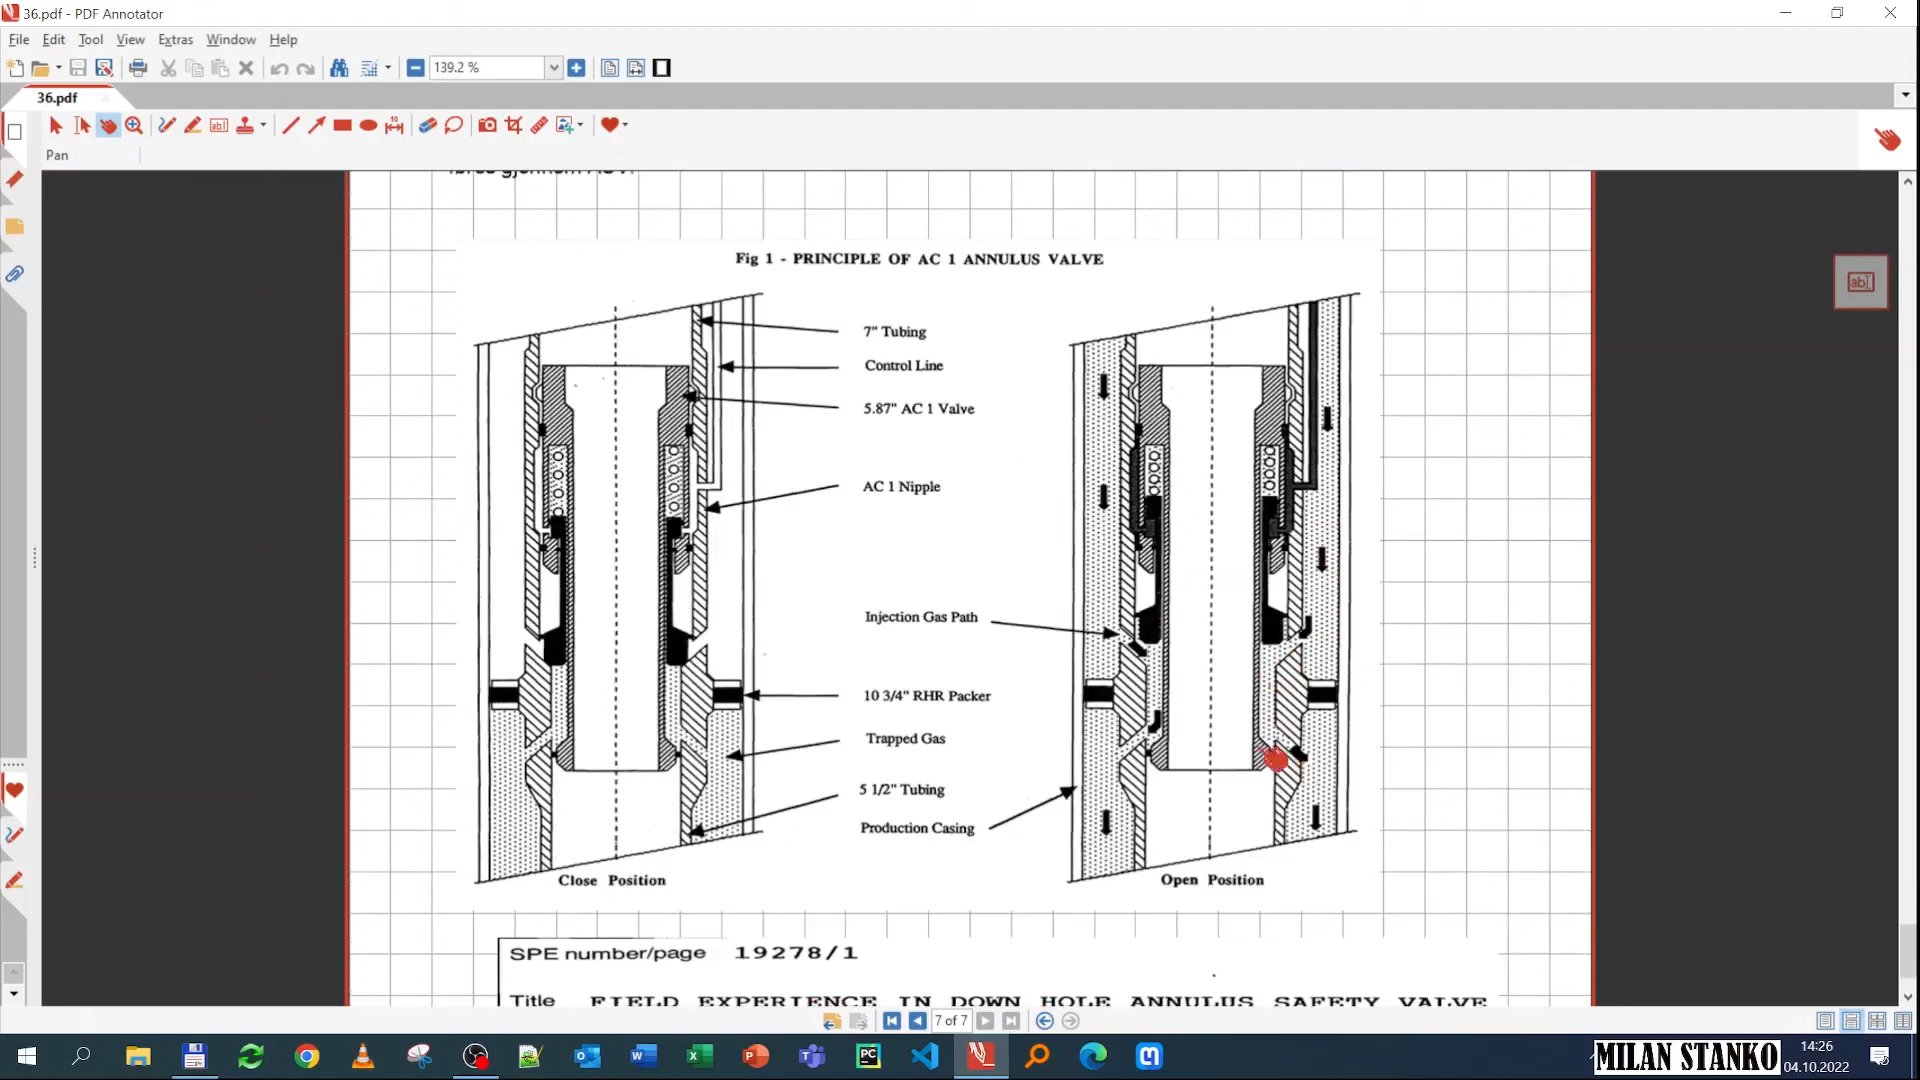 36.pdf - PDF Annotator
File Edit Tool View Extras Window Help
139.2 %
36.pdf
Pan
Fig 1 - PRINCIPLE OF AC 1 ANNULUS VALVE
7" Tubing
Control Line
5.87" AC 1 Valve
AC 1 Nipple
Injection Gas Path
10 3/4" RHR Packer
Trapped Gas
5 1/2" Tubing
Production Casing
Close Position
Open Position
SPE number/page 19278/1
Title FIELD EXPERIENCE IN DOWN HOLE ANNULUS SAFETY VALVE
7 of 7
MILAN STANKO
14:26
04.10.2022